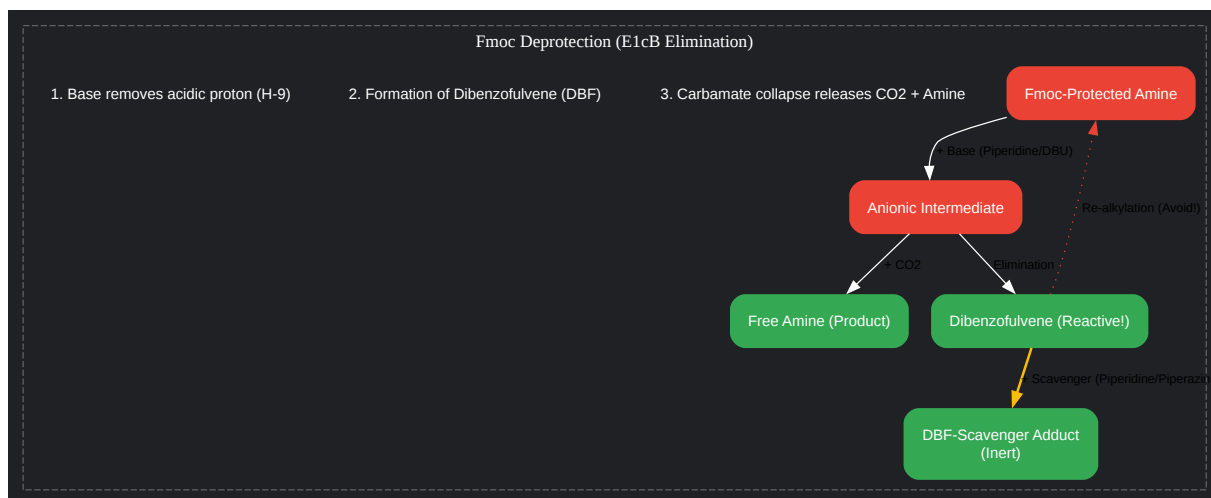 Fmoc Deprotection (E1cB Elimination)
1. Base removes acidic proton (H-9)
2. Formation of Dibenzofulvene (DBF)
3. Carbamate collapse releases CO2 + Amine
Fmoc-Protected Amine
+ Base (Piperidine/DBU)
Anionic Intermediate
Re-alkylation (Avoid!)
+ CO2
Elimination
Free Amine (Product)
Dibenzofulvene (Reactive!)
+ Scavenger (Piperidine/Piperazin
DBF-Scavenger Adduct
(Inert)